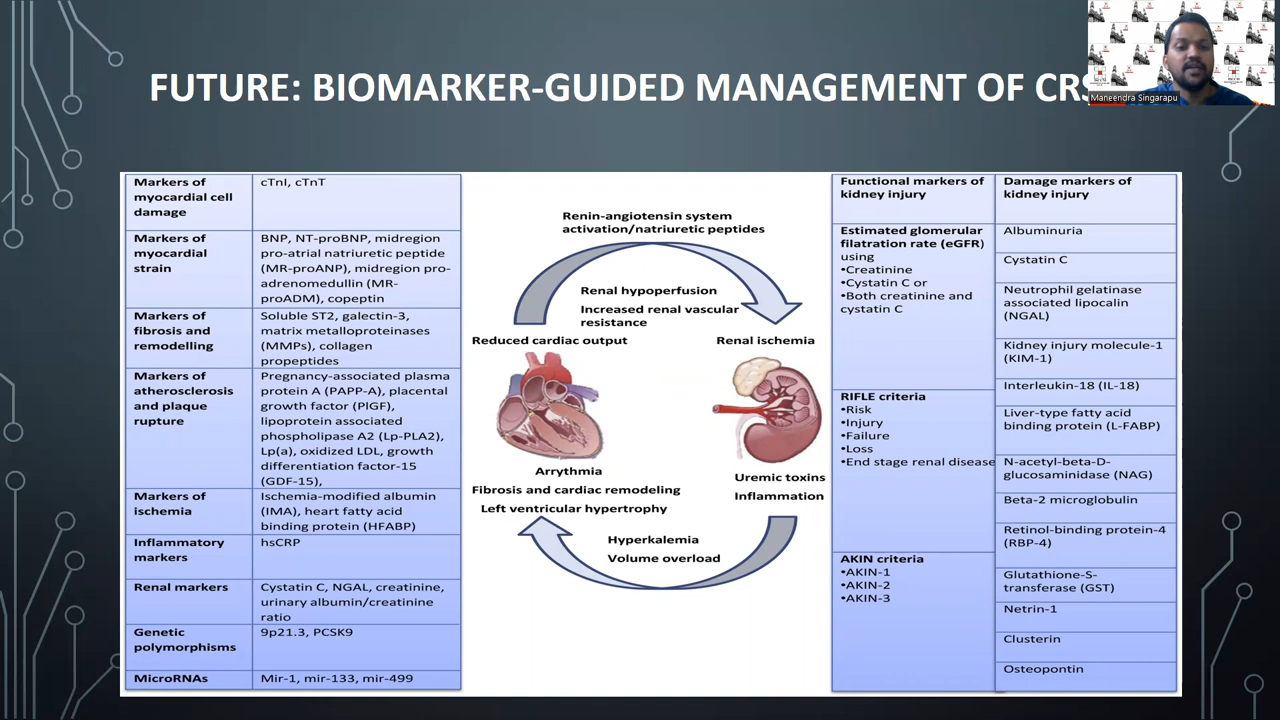 FUTURE: BIOMARKER-GUIDED MANAGEMENT OF CRS
Maneendra Singarapu
Markers of
myocardial cell
damage
cTnI, cTnT
Markers of
myocardial
strain
BNP, NT-proBNP, midregion
pro-atrial natriuretic peptide
(MR-proANP), midregion pro-
adrenomedullin (MR-
proADM), copeptin
Markers of
fibrosis and
remodelling
Soluble ST2, galectin-3,
matrix metalloproteinases
(MMPs), collagen
propeptides
Markers of
atherosclerosis
and plaque
rupture
Pregnancy-associated plasma
protein A (PAPP-A), placental
growth factor (PlGF),
lipoprotein associated
phospholipase A2 (Lp-PLA2),
Lp(a), oxidized LDL, growth
differentiation factor-15
(GDF-15),
Markers of
ischemia
Ischemia-modified albumin
(IMA), heart fatty acid
binding protein (HFABP)
Inflammatory
markers
hsCRP
Renal markers
Cystatin C, NGAL, creatinine,
urinary albumin/creatinine
ratio
Genetic
polymorphisms
9p21.3, PCSK9
MicroRNAs
Mir-1, mir-133, mir-499
Renin-angiotensin system
activation/natriuretic peptides
Renal hypoperfusion
Increased renal vascular
resistance
Reduced cardiac output
Renal ischemia
Arrythmia
Fibrosis and cardiac remodeling
Left ventricular hypertrophy
Uremic toxins
Inflammation
Hyperkalemia
Volume overload
Functional markers of
kidney injury
Estimated glomerular
filatration rate (eGFR)
using
•Creatinine
•Cystatin C or
•Both creatinine and
cystatin C
RIFLE criteria
•Risk
•Injury
•Failure
•Loss
•End stage renal disease
AKIN criteria
•AKIN-1
•AKIN-2
•AKIN-3
Damage markers of
kidney injury
Albuminuria
Cystatin C
Neutrophil gelatinase
associated lipocalin
(NGAL)
Kidney injury molecule-1
(KIM-1)
Interleukin-18 (IL-18)
Liver-type fatty acid
binding protein (L-FABP)
N-acetyl-beta-D-
glucosaminidase (NAG)
Beta-2 microglobulin
Retinol-binding protein-4
(RBP-4)
Glutathione-S-
transferase (GST)
Netrin-1
Clusterin
Osteopontin